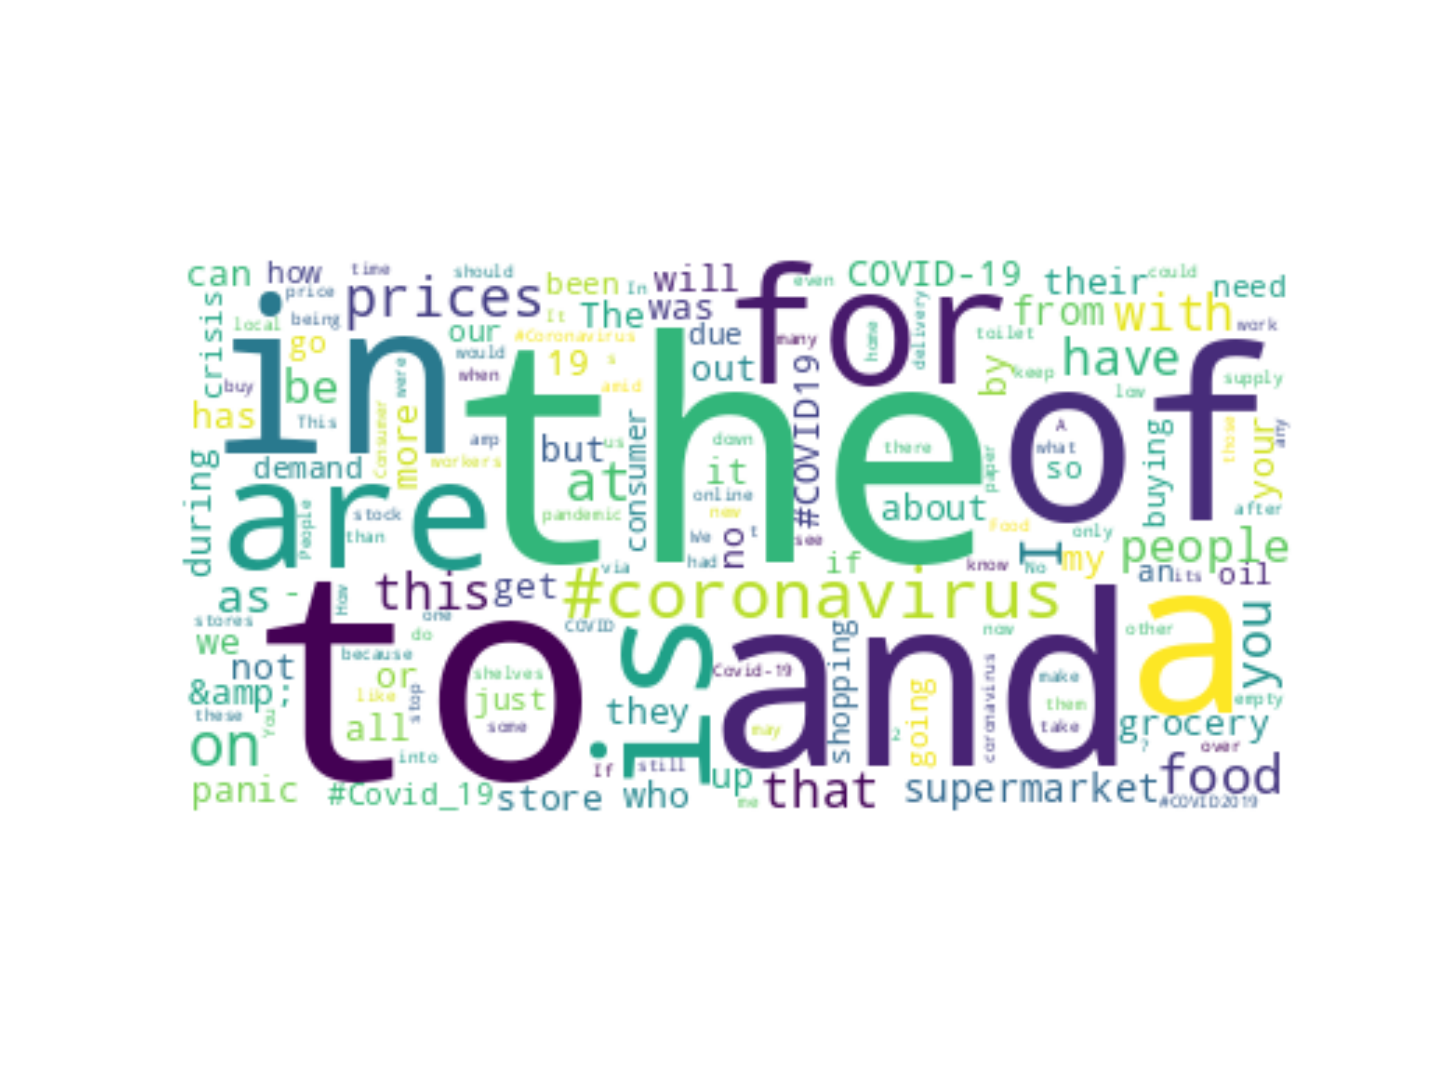 can how time should been In will even COVID-19 their could need
crisis price prices It The was for from with work
local being our #Coronavirus due many home delivery toilet
go in would 19 s out #COVID19 by have
buy be when amid the keep low supply
has This more were consumer amp but us down there of A any
during demand workers at it consumer online about paper what so buying those your
are stock pandemic new Food after
People than We t no see only
via had if know I No my people
as - How this get #coronavirus an its oil
stores one COVID now other you
we do because is shopping
not to or shelves Covid-19 and coronavirus make a
&amp; like stop just they going them empty
these You all some may take grocery
on into If still 2 ? over
panic #Covid_19 store who up me that supermarket food #COVID2019